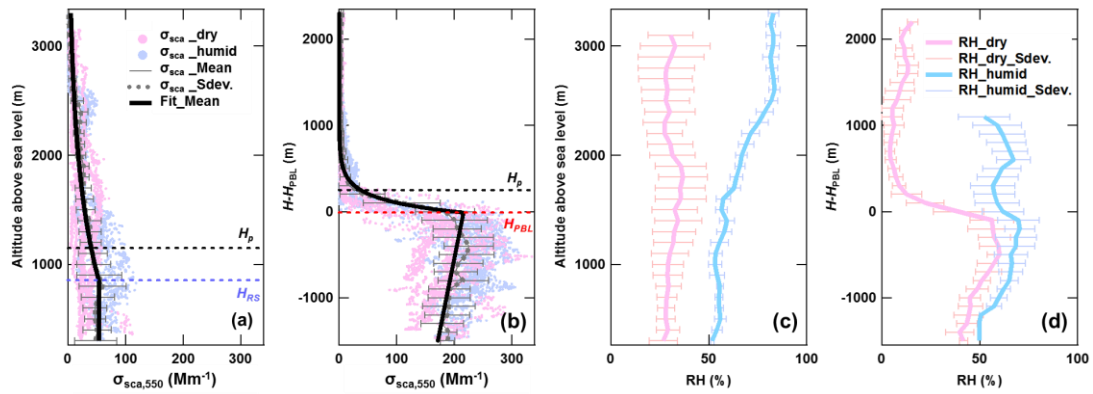 Altitude above sea level (m)
3000
2000
1000
σsca _dry
σsca _humid
σsca _Mean
σsca _Sdev.
Fit_Mean
Hp
HRS
(a)
0
100
200
300
σsca,550 (Mm⁻¹)
H-HPBL (m)
2000
1000
0
-1000
Hp
HPBL
(b)
0
100
200
300
σsca,550 (Mm⁻¹)
Altitude above sea level (m)
3000
2000
1000
(c)
0
50
100
RH (%)
H-HPBL (m)
2000
1000
0
-1000
RH_dry
RH_dry_Sdev.
RH_humid
RH_humid_Sdev.
(d)
0
50
100
RH (%)